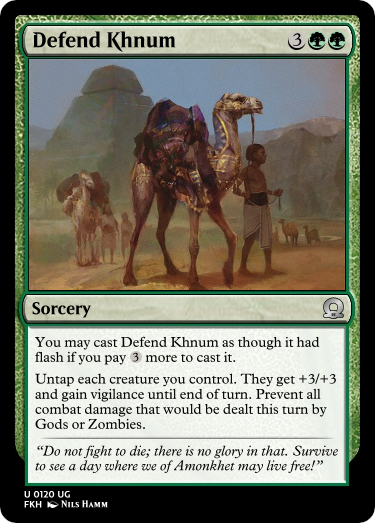 Defend Khnum 3
Sorcery
You may cast Defend Khnum as though it had
flash if you pay 3 more to cast it.
Untap each creature you control. They get +3/+3
and gain vigilance until end of turn. Prevent all
combat damage that would be dealt this turn by
Gods or Zombies.
“Do not fight to die; there is no glory in that. Survive
to see a day where we of Amonkhet may live free!”
U 0120 UG
FKH Nils Hamm